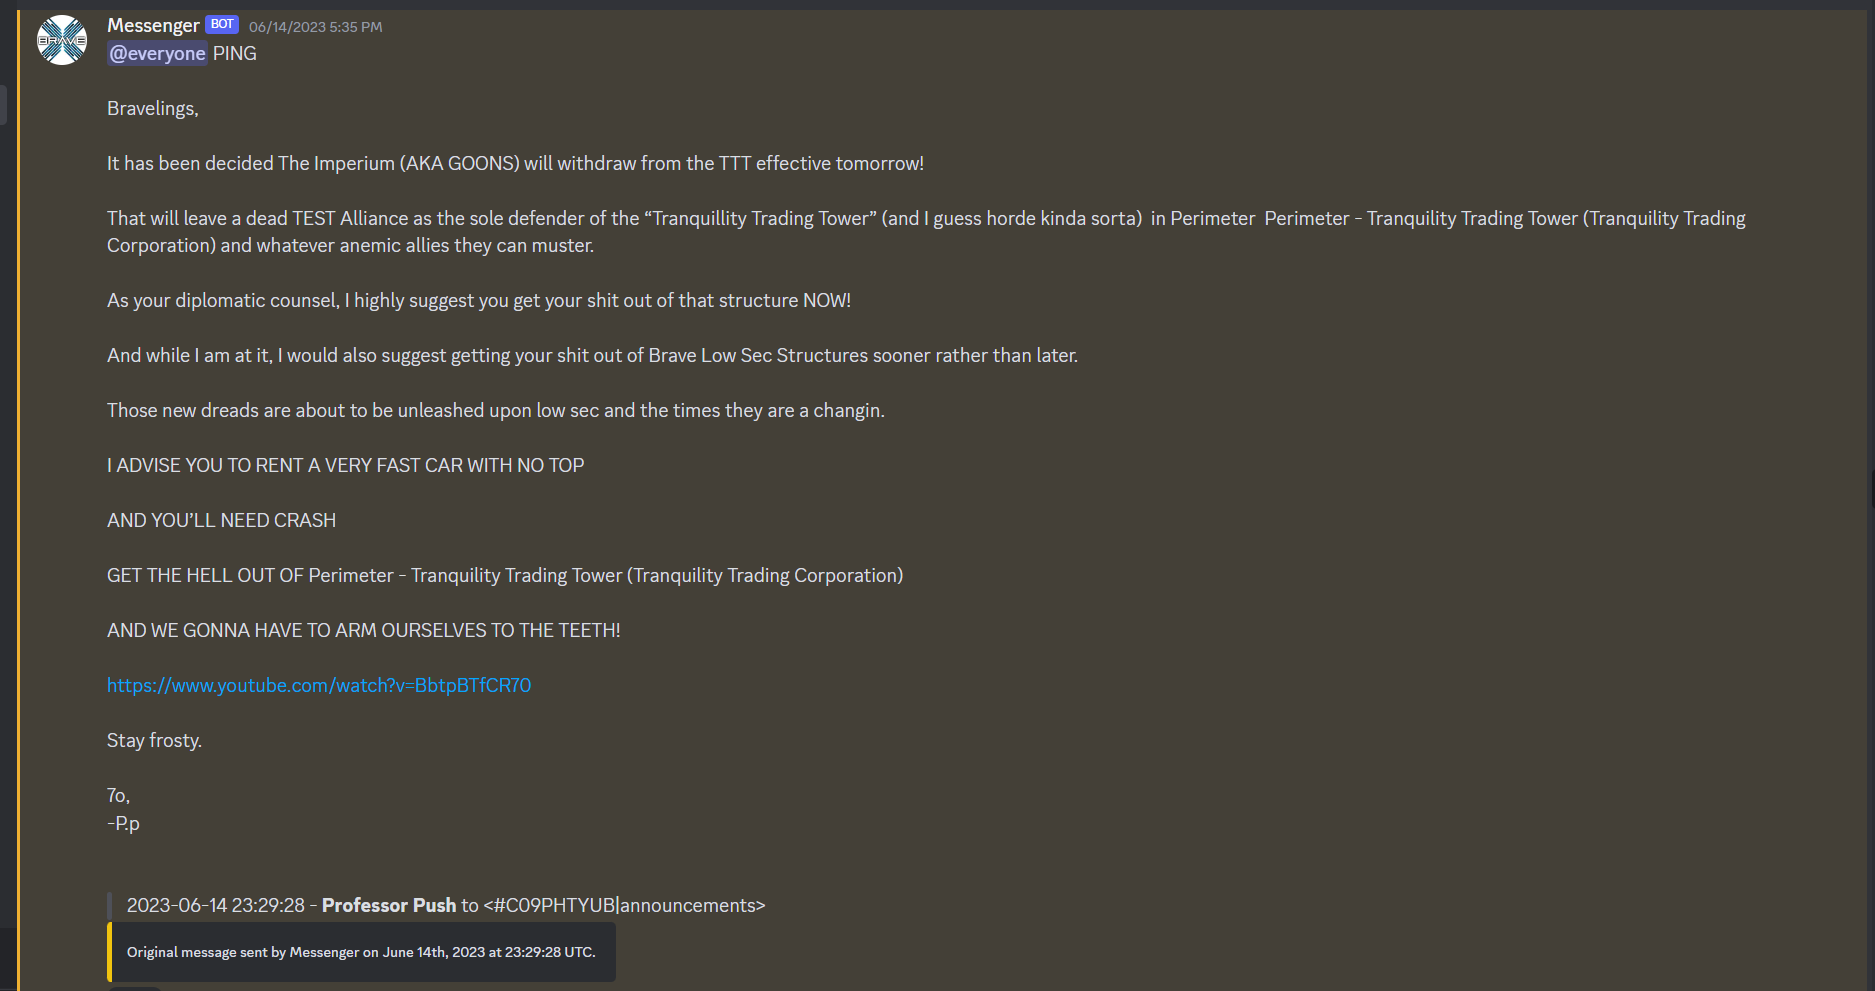 BRAVE
Messenger BOT 06/14/2023 5:35 PM
@everyone PING
Bravelings,
It has been decided The Imperium (AKA GOONS) will withdraw from the TTT effective tomorrow!
That will leave a dead TEST Alliance as the sole defender of the “Tranquillity Trading Tower” (and I guess horde kinda sorta)  in Perimeter  Perimeter - Tranquility Trading Tower (Tranquility Trading
Corporation) and whatever anemic allies they can muster.
As your diplomatic counsel, I highly suggest you get your shit out of that structure NOW!
And while I am at it, I would also suggest getting your shit out of Brave Low Sec Structures sooner rather than later.
Those new dreads are about to be unleashed upon low sec and the times they are a changin.
I ADVISE YOU TO RENT A VERY FAST CAR WITH NO TOP
AND YOU’LL NEED CRASH
GET THE HELL OUT OF Perimeter - Tranquility Trading Tower (Tranquility Trading Corporation)
AND WE GONNA HAVE TO ARM OURSELVES TO THE TEETH!
https://www.youtube.com/watch?v=BbtpBTfCR70
Stay frosty.
7o,
-P.p
2023-06-14 23:29:28 - Professor Push to <#C09PHTYUB|announcements>
Original message sent by Messenger on June 14th, 2023 at 23:29:28 UTC.